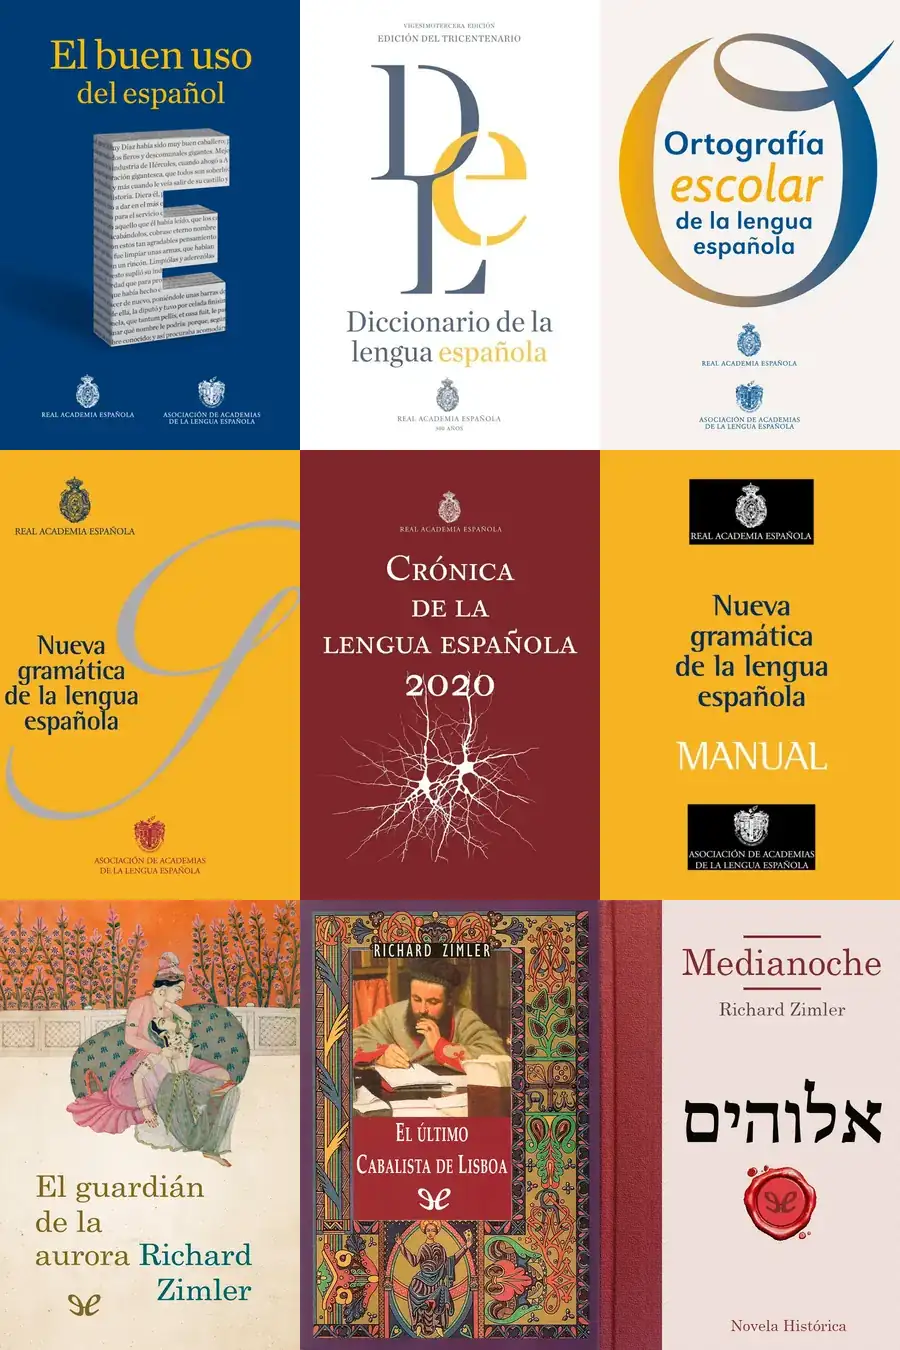 El buen uso
del español
REAL ACADEMIA ESPAÑOLA
ASOCIACIÓN DE ACADEMIAS
DE LA LENGUA ESPAÑOLA
VIGESIMOTERCERA EDICIÓN
EDICIÓN DEL TRICENTENARIO
DLe
Diccionario de la
lengua española
REAL ACADEMIA ESPAÑOLA
300 AÑOS
Ortografía
escolar
de la lengua
española
REAL ACADEMIA ESPAÑOLA
ASOCIACIÓN DE ACADEMIAS
DE LA LENGUA ESPAÑOLA
REAL ACADEMIA ESPAÑOLA
Nueva
gramática
de la lengua
española
ASOCIACIÓN DE ACADEMIAS
DE LA LENGUA ESPAÑOLA
REAL ACADEMIA ESPAÑOLA
CRÓNICA
DE LA
LENGUA ESPAÑOLA
2020
REAL ACADEMIA ESPAÑOLA
Nueva
gramática
de la lengua
española
MANUAL
ASOCIACIÓN DE ACADEMIAS
DE LA LENGUA ESPAÑOLA
El guardián
de la
aurora Richard
Zimler
RICHARD ZIMLER
EL ÚLTIMO
CABALISTA DE LISBOA
Medianoche
Richard Zimler
אלוהים
Novela Histórica